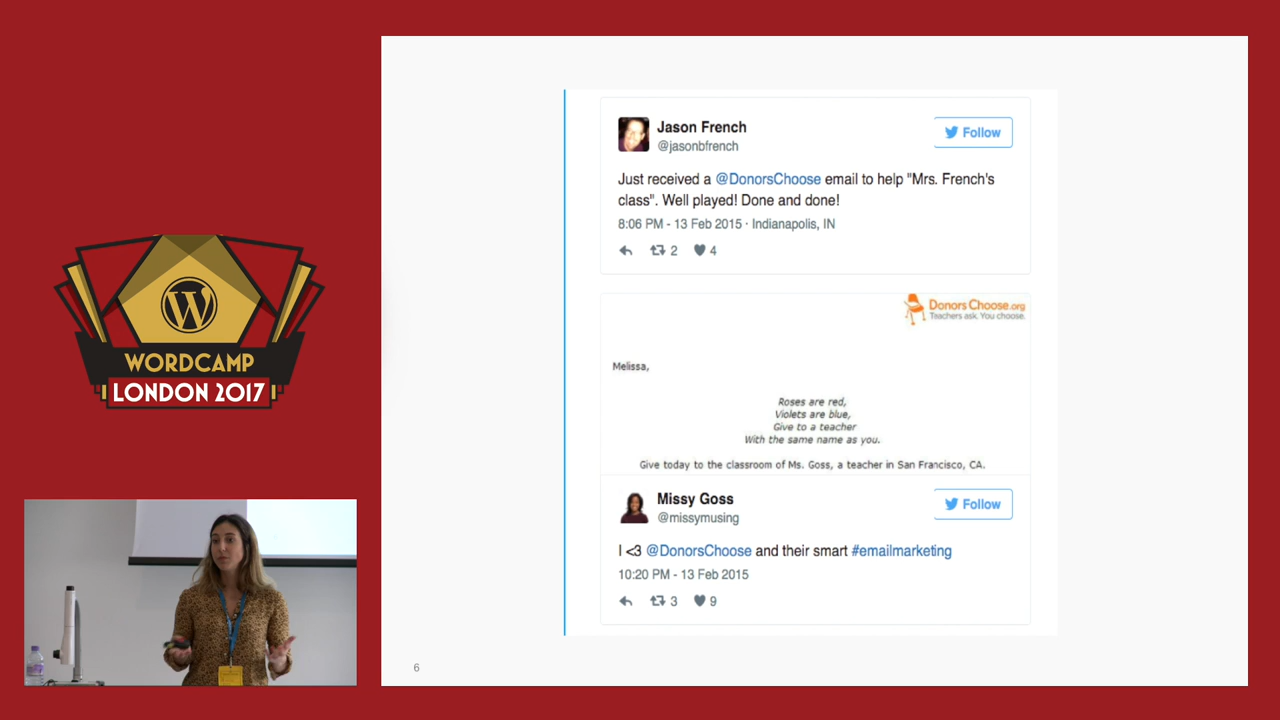 W
WORDCAMP
LONDON 2017
Jason French
@jasonbfrench
Follow
Just received a @DonorsChoose email to help "Mrs. French's
class". Well played! Done and done!
8:06 PM - 13 Feb 2015 · Indianapolis, IN
2 4
DonorsChoose.org
Teachers ask. You choose.
Melissa,
Roses are red,
Violets are blue,
Give to a teacher
With the same name as you.
Give today to the classroom of Ms. Goss, a teacher in San Francisco, CA.
Missy Goss
@missymusing
Follow
I <3 @DonorsChoose and their smart #emailmarketing
10:20 PM - 13 Feb 2015
3 9
6